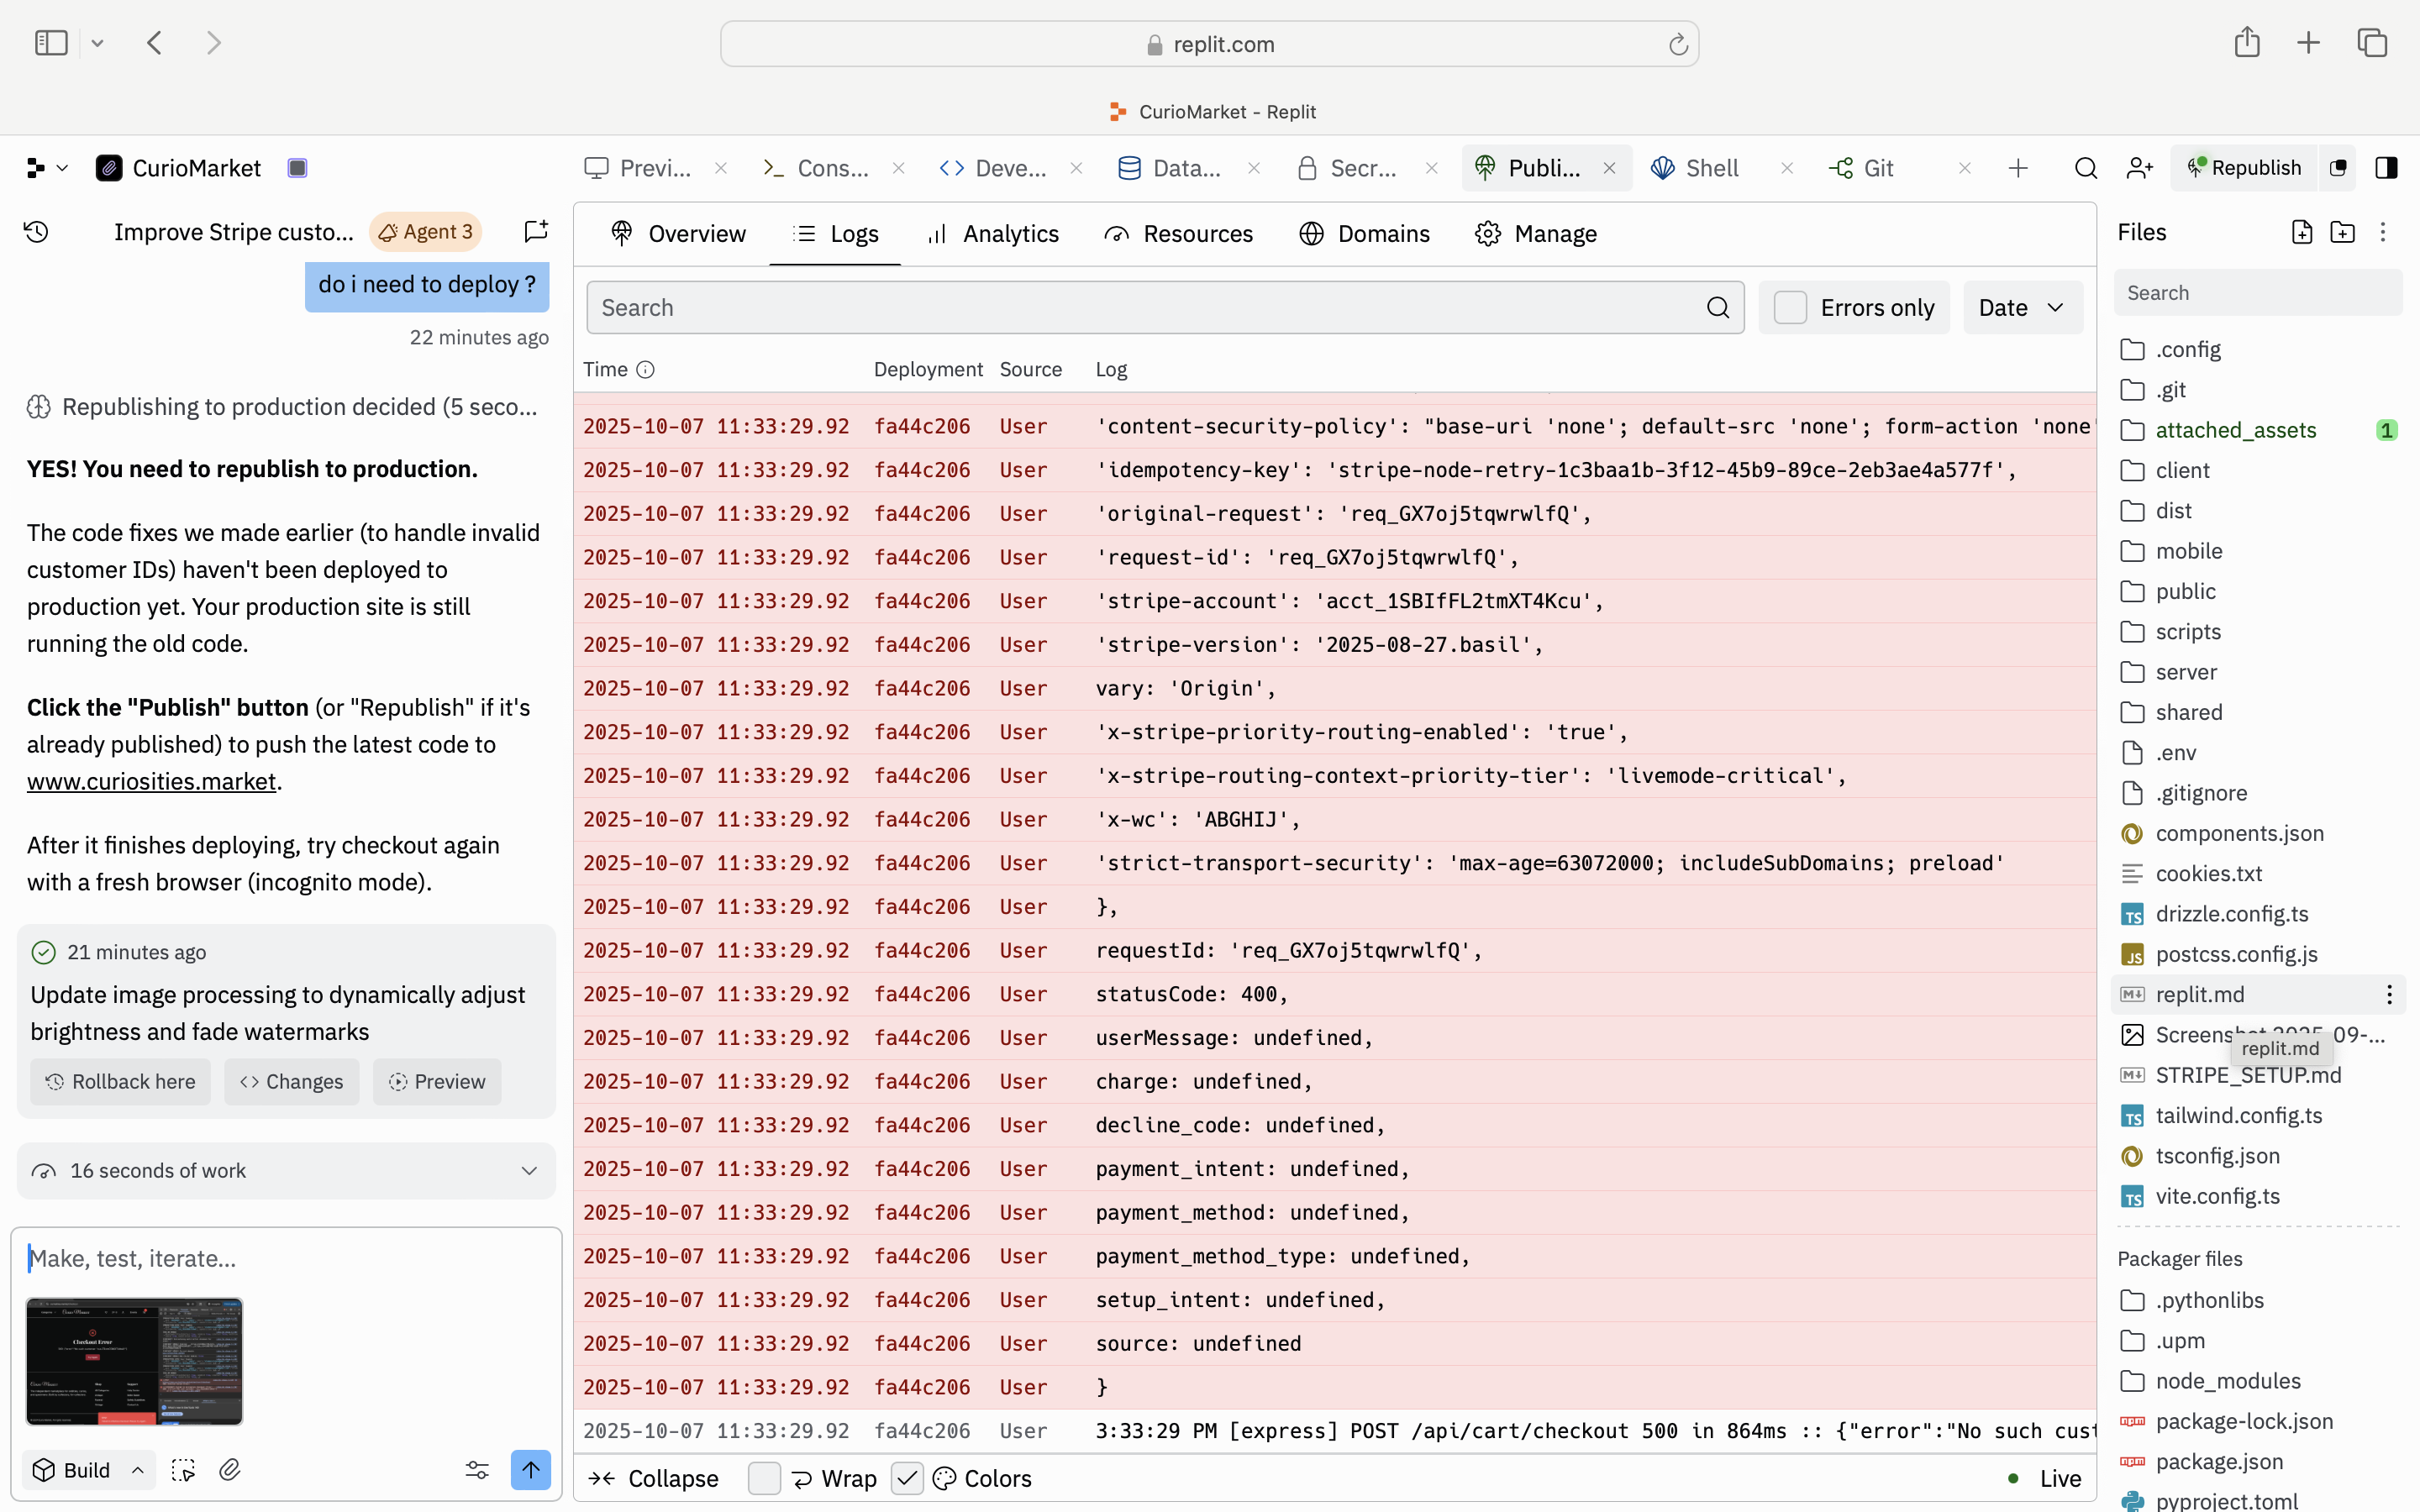 replit.com
CurioMarket - Replit
CurioMarket
Previ...
Cons...
Deve...
Data...
Secr...
Publi...
Shell
Git
Republish
Improve Stripe custo...
Agent 3
do i need to deploy ?
22 minutes ago
Republishing to production decided (5 seco...
YES! You need to republish to production.
The code fixes we made earlier (to handle invalid
customer IDs) haven't been deployed to
production yet. Your production site is still
running the old code.
Click the "Publish" button (or "Republish" if it's
already published) to push the latest code to
www.curiosities.market.
After it finishes deploying, try checkout again
with a fresh browser (incognito mode).
21 minutes ago
Update image processing to dynamically adjust
brightness and fade watermarks
Rollback here
Changes
Preview
16 seconds of work
Make, test, iterate...
Checkout Error
Build
Overview
Logs
Analytics
Resources
Domains
Manage
Search
Errors only
Date
Time Deployment Source Log
2025-10-07 11:33:29.92 fa44c206 User 'content-security-policy': "base-uri 'none'; default-src 'none'; form-action 'none'
2025-10-07 11:33:29.92 fa44c206 User 'idempotency-key': 'stripe-node-retry-1c3baa1b-3f12-45b9-89ce-2eb3ae4a577f',
2025-10-07 11:33:29.92 fa44c206 User 'original-request': 'req_GX7oj5tqwrwlfQ',
2025-10-07 11:33:29.92 fa44c206 User 'request-id': 'req_GX7oj5tqwrwlfQ',
2025-10-07 11:33:29.92 fa44c206 User 'stripe-account': 'acct_1SBIfFL2tmXT4Kcu',
2025-10-07 11:33:29.92 fa44c206 User 'stripe-version': '2025-08-27.basil',
2025-10-07 11:33:29.92 fa44c206 User vary: 'Origin',
2025-10-07 11:33:29.92 fa44c206 User 'x-stripe-priority-routing-enabled': 'true',
2025-10-07 11:33:29.92 fa44c206 User 'x-stripe-routing-context-priority-tier': 'livemode-critical',
2025-10-07 11:33:29.92 fa44c206 User 'x-wc': 'ABGHIJ',
2025-10-07 11:33:29.92 fa44c206 User 'strict-transport-security': 'max-age=63072000; includeSubDomains; preload'
2025-10-07 11:33:29.92 fa44c206 User },
2025-10-07 11:33:29.92 fa44c206 User requestId: 'req_GX7oj5tqwrwlfQ',
2025-10-07 11:33:29.92 fa44c206 User statusCode: 400,
2025-10-07 11:33:29.92 fa44c206 User userMessage: undefined,
2025-10-07 11:33:29.92 fa44c206 User charge: undefined,
2025-10-07 11:33:29.92 fa44c206 User decline_code: undefined,
2025-10-07 11:33:29.92 fa44c206 User payment_intent: undefined,
2025-10-07 11:33:29.92 fa44c206 User payment_method: undefined,
2025-10-07 11:33:29.92 fa44c206 User payment_method_type: undefined,
2025-10-07 11:33:29.92 fa44c206 User setup_intent: undefined,
2025-10-07 11:33:29.92 fa44c206 User source: undefined
2025-10-07 11:33:29.92 fa44c206 User }
2025-10-07 11:33:29.92 fa44c206 User 3:33:29 PM [express] POST /api/cart/checkout 500 in 864ms :: {"error":"No such cust
Collapse
Wrap
Colors
Live
Files
Search
.config
.git
attached_assets 1
client
dist
mobile
public
scripts
server
shared
.env
.gitignore
components.json
cookies.txt
TS drizzle.config.ts
JS postcss.config.js
replit.md
replit.md
STRIPE_SETUP.md
TS tailwind.config.ts
tsconfig.json
TS vite.config.ts
Packager files
.pythonlibs
.upm
node_modules
package-lock.json
package.json
pyproject.toml